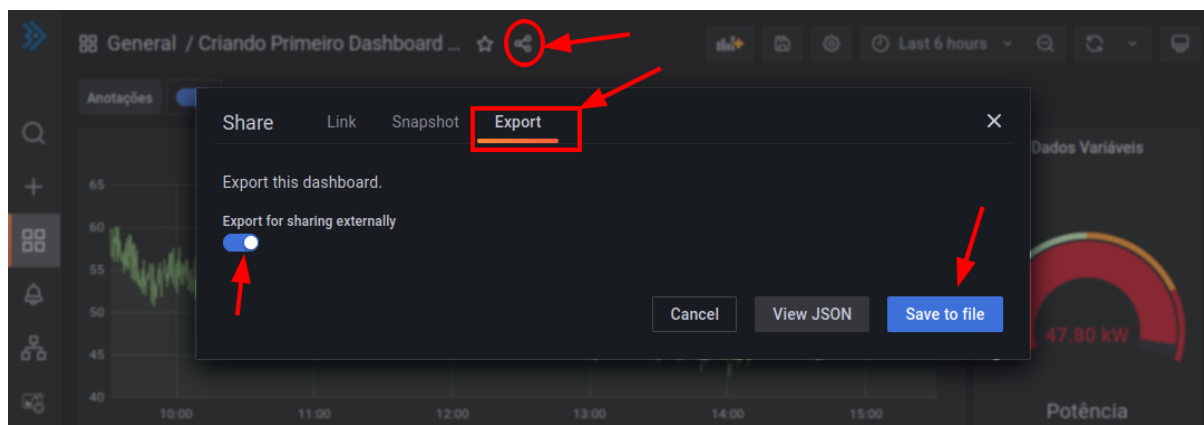 General / Criando Primeiro Dashboard ...
Last 6 hours
Anotações
Share
Link
Snapshot
Export
Dados Variáveis
Export this dashboard.
Export for sharing externally
Cancel
View JSON
Save to file
65
60
55
50
45
40
10:00
11:00
12:00
13:00
14:00
15:00
47.80 kW
Potência